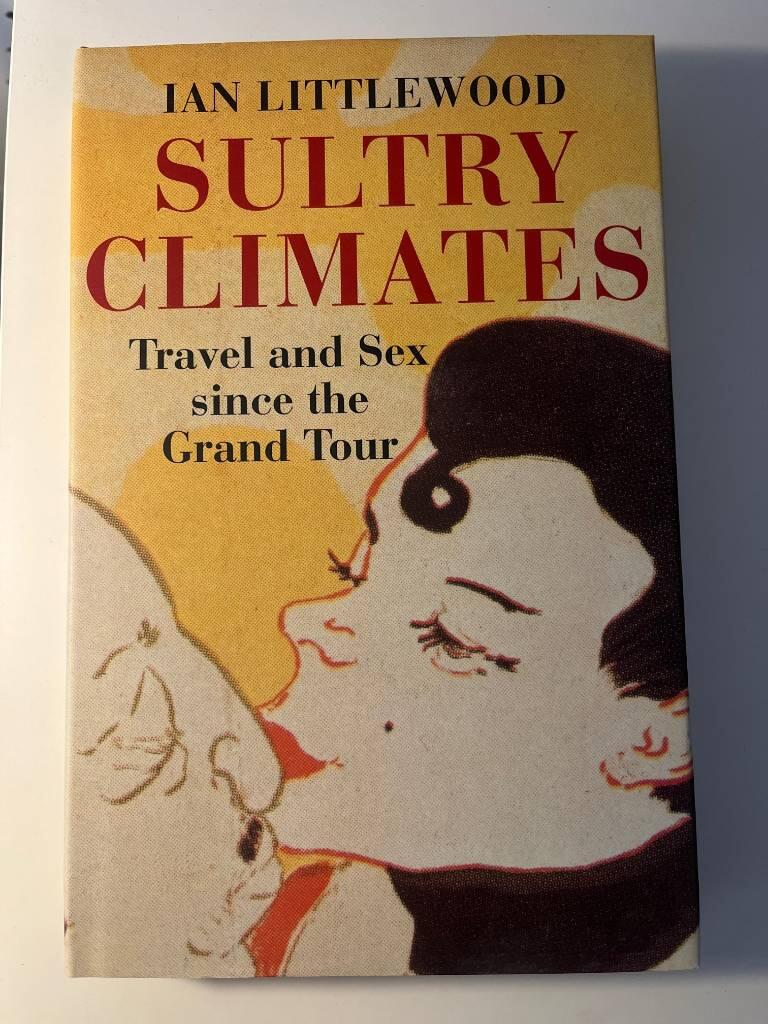 IAN LITTLEWOOD
SULTRY
CLIMATES
Travel and Sex
since the
Grand Tour